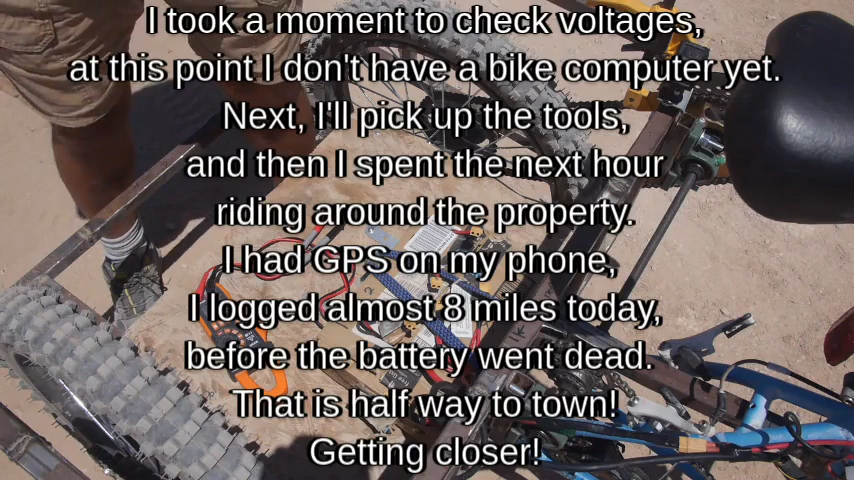 I took a moment to check voltages,
at this point I don't have a bike computer yet.
Next, I'll pick up the tools,
and then I spent the next hour
riding around the property.
I had GPS on my phone,
I logged almost 8 miles today,
before the battery went dead.
That is half way to town!
Getting closer!